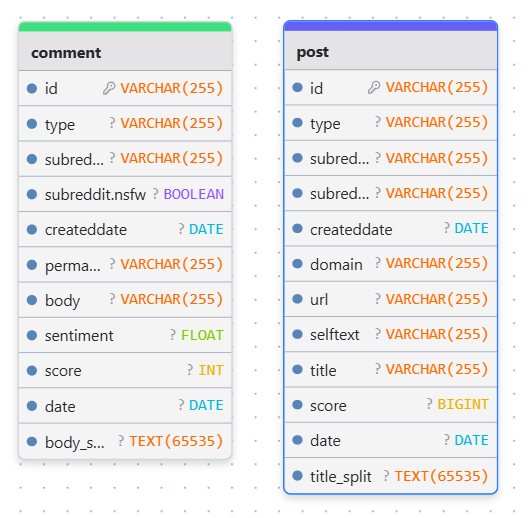 comment
id VARCHAR(255)
type ? VARCHAR(255)
subred... ? VARCHAR(255)
subreddit.nsfw ? BOOLEAN
createddate ? DATE
perma... ? VARCHAR(255)
body ? VARCHAR(255)
sentiment ? FLOAT
score ? INT
date ? DATE
body_s... ? TEXT(65535)
post
id VARCHAR(255)
type ? VARCHAR(255)
subred... ? VARCHAR(255)
subred... ? VARCHAR(255)
createddate ? DATE
domain ? VARCHAR(255)
url ? VARCHAR(255)
selftext ? VARCHAR(255)
title ? VARCHAR(255)
score ? BIGINT
date ? DATE
title_split ? TEXT(65535)